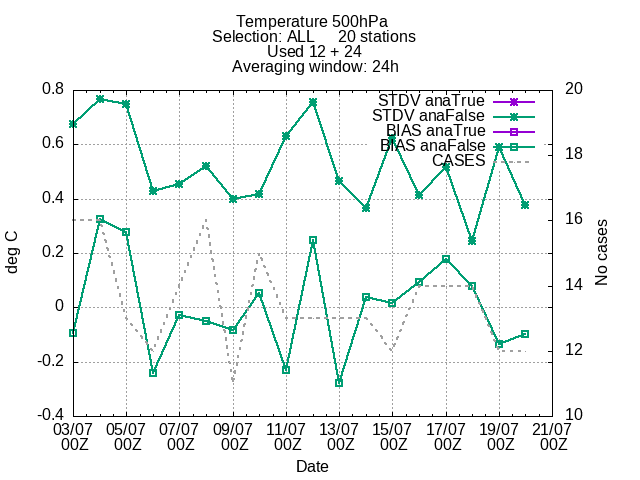 Temperature 500hPa
Selection: ALL 20 stations
Used 12 + 24
Averaging window: 24h
STDV anaTrue
STDV anaFalse
BIAS anaTrue
BIAS anaFalse
CASES
deg C
0.8
0.6
0.4
0.2
0
-0.2
-0.4
No cases
20
18
16
14
12
10
03/07 05/07 07/07 09/07 11/07 13/07 15/07 17/07 19/07 21/07
00Z 00Z 00Z 00Z 00Z 00Z 00Z 00Z 00Z 00Z
Date